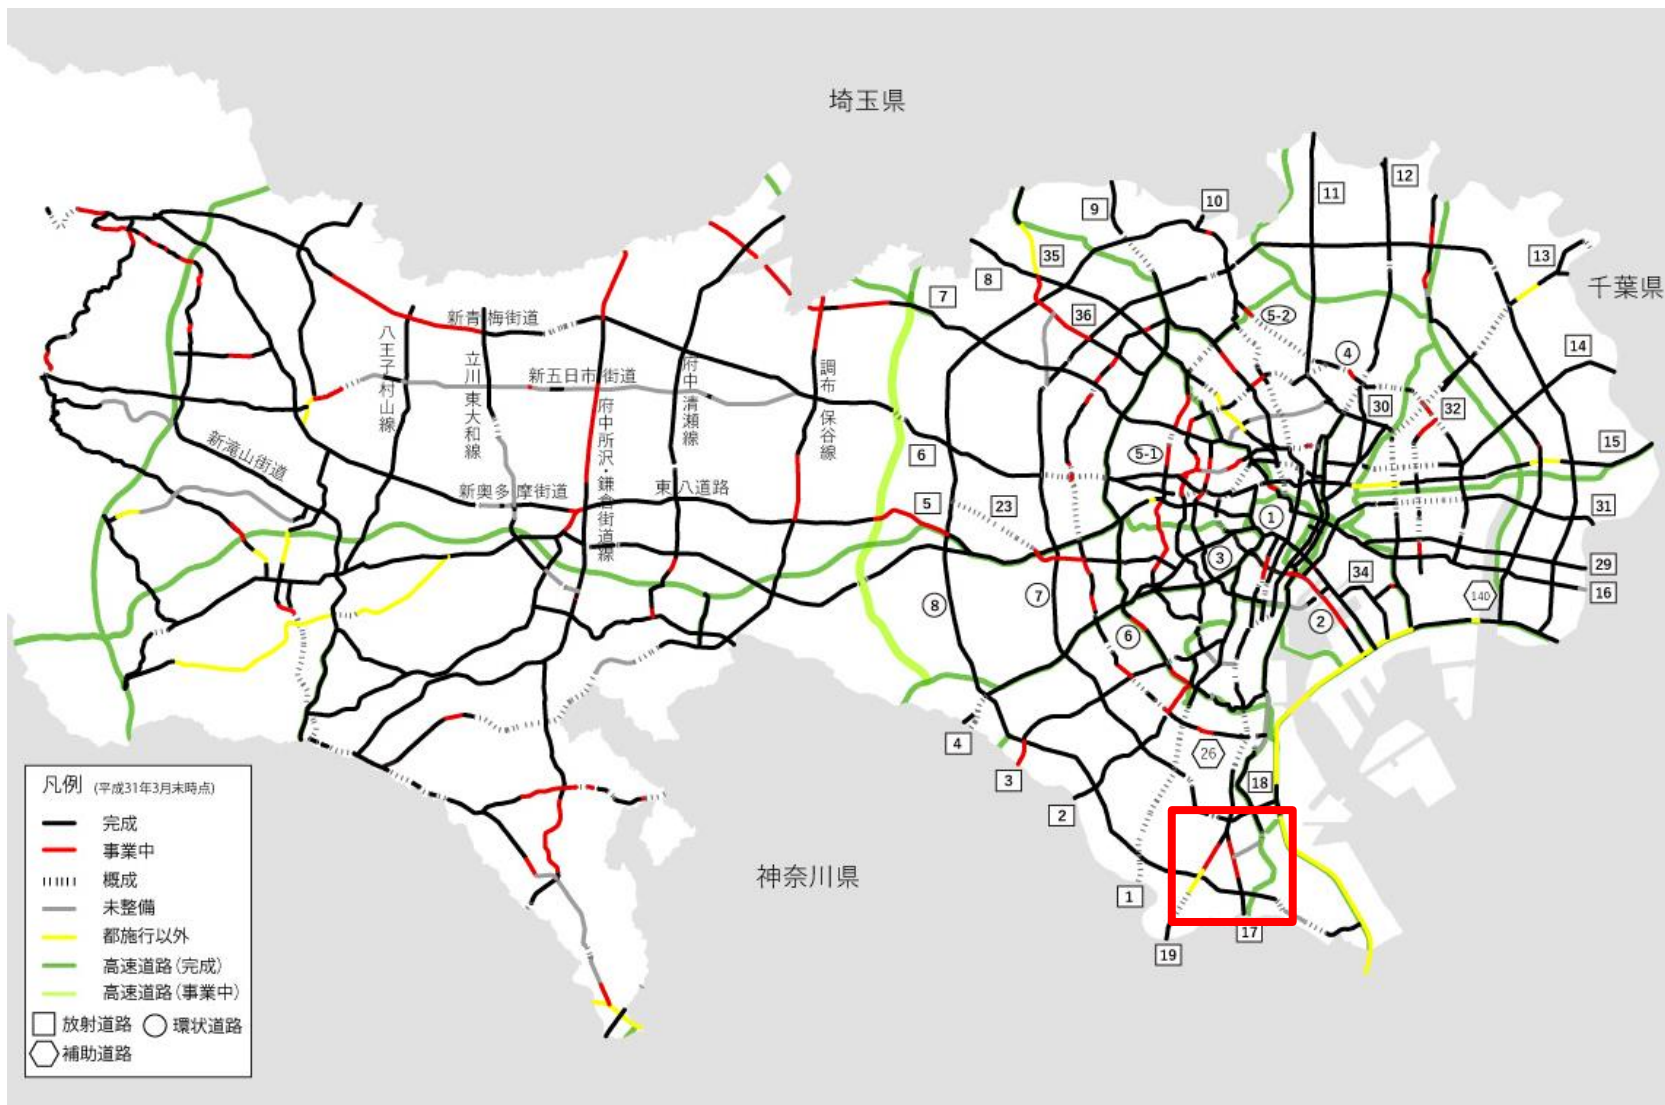 埼玉県
千葉県
神奈川県
新青梅街道
新五日市街道
新滝山街道
新奥多摩街道
東八道路
八王子村山線
立川東大和線
府中所沢・鎌倉街道線
府中清瀬線
調布保谷線
9
10
11
12
13
35
8
7
36
5-2
4
14
30
32
6
5-1
15
5
23
1
31
3
29
34
16
140
8
7
6
2
4
26
3
18
2
1
17
19
凡例 (平成31年3月末時点)
完成
事業中
概成
未整備
都施行以外
高速道路(完成)
高速道路(事業中)
放射道路 環状道路
補助道路